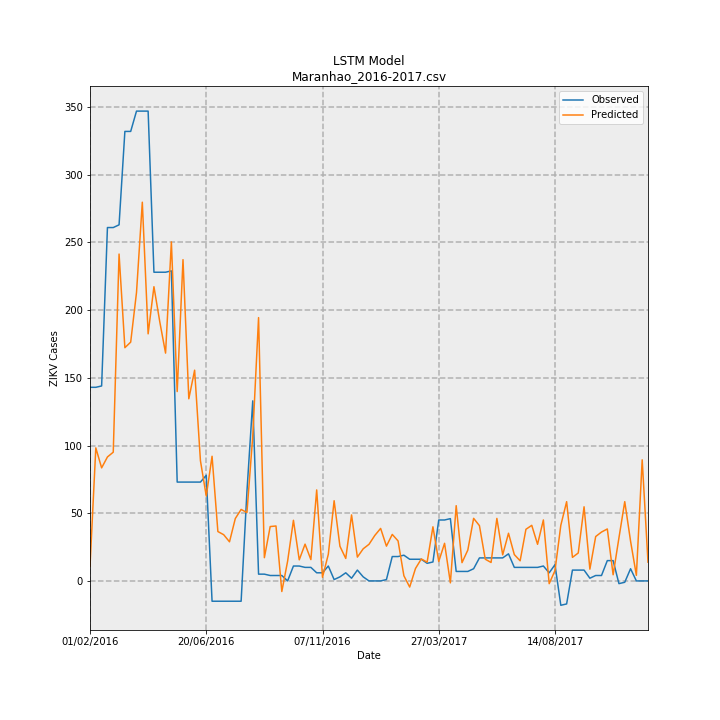 LSTM Model
Maranhao_2016-2017.csv
Observed
Predicted
350
300
250
200
150
100
50
0
ZIKV Cases
01/02/2016
20/06/2016
07/11/2016
27/03/2017
14/08/2017
Date